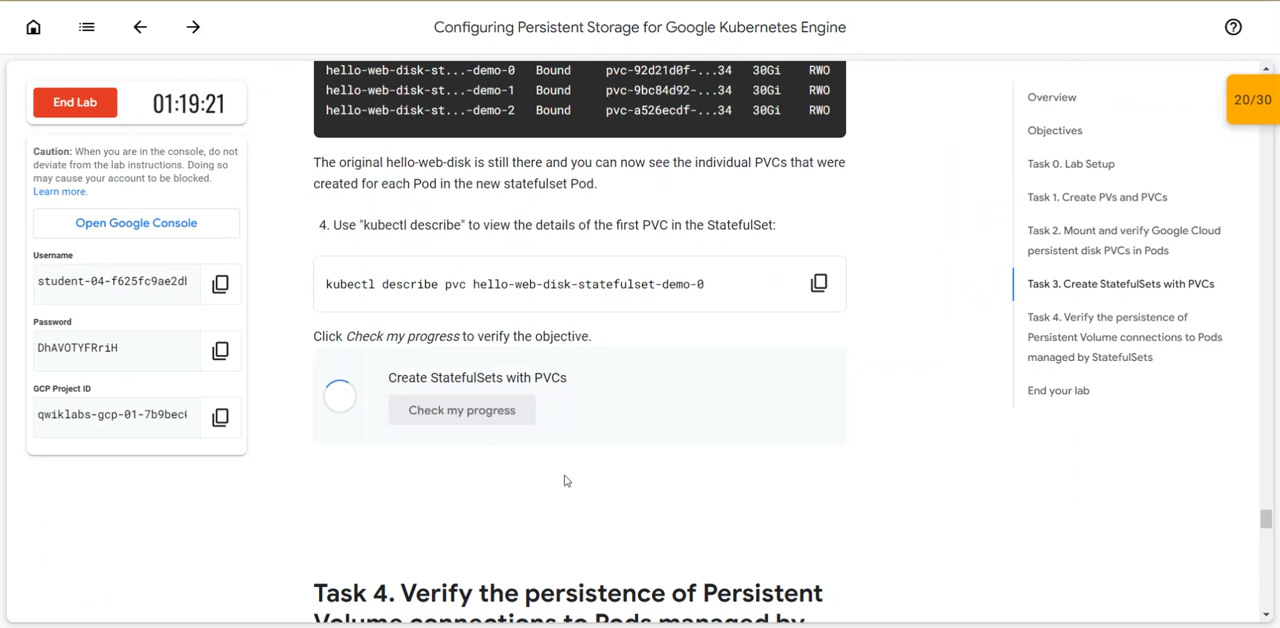 Configuring Persistent Storage for Google Kubernetes Engine
End Lab
01:19:21
Caution: When you are in the console, do not
deviate from the lab instructions. Doing so
may cause your account to be blocked.
Learn more.
Open Google Console
Username
student-04-f625fc9ae2d
Password
DhAVOTYFRriH
GCP Project ID
qwiklabs-gcp-01-7b9bec
hello-web-disk-st...-demo-0 Bound pvc-92d21d0f-...34 30Gi RWO
hello-web-disk-st...-demo-1 Bound pvc-9bc84d92-...34 30Gi RWO
hello-web-disk-st...-demo-2 Bound pvc-a526ecdf-...34 30Gi RWO
The original hello-web-disk is still there and you can now see the individual PVCs that were
created for each Pod in the new statefulset Pod.
4. Use "kubectl describe" to view the details of the first PVC in the StatefulSet:
kubectl describe pvc hello-web-disk-statefulset-demo-0
Click Check my progress to verify the objective.
Create StatefulSets with PVCs
Check my progress
Task 4. Verify the persistence of Persistent
Volume connections to Pods managed by
Overview
Objectives
Task 0. Lab Setup
Task 1. Create PVs and PVCs
Task 2. Mount and verify Google Cloud
persistent disk PVCs in Pods
Task 3. Create StatefulSets with PVCs
Task 4. Verify the persistence of
Persistent Volume connections to Pods
managed by StatefulSets
End your lab
20/30